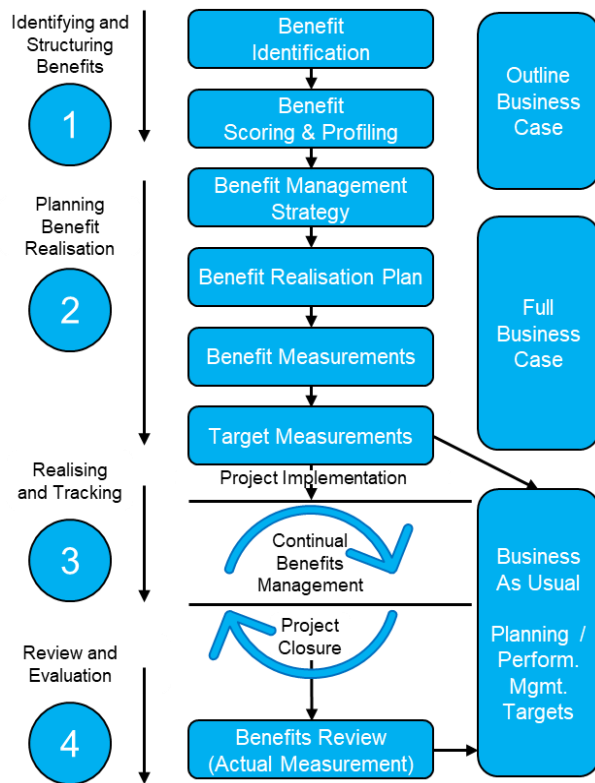 Identifying and
Structuring
Benefits
1
Benefit
Identification
Benefit
Scoring & Profiling
Outline
Business
Case
Planning
Benefit
Realisation
2
Benefit Management
Strategy
Benefit Realisation Plan
Benefit Measurements
Target Measurements
Full
Business
Case
Realising
and Tracking
3
Project Implementation
Continual
Benefits
Management
Project
Closure
Business
As Usual
Planning /
Perform.
Mgmt.
Targets
Review and
Evaluation
4
Benefits Review
(Actual Measurement)